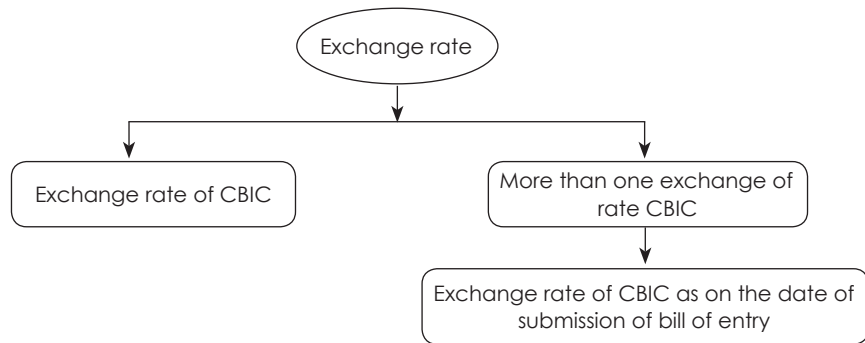 Exchange rate
Exchange rate of CBIC
More than one exchange of
rate CBIC
Exchange rate of CBIC as on the date of
submission of bill of entry